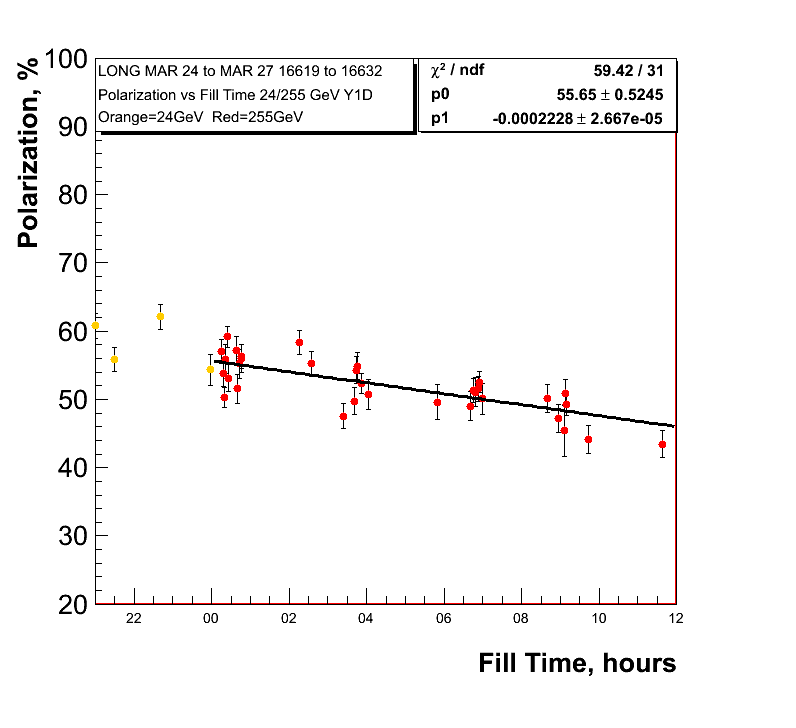 LONG MAR 24 to MAR 27 16619 to 16632
Polarization vs Fill Time 24/255 GeV Y1D
Orange=24GeV  Red=255GeV
χ² / ndf 59.42 / 31
p0 55.65 ± 0.5245
p1 -0.0002228 ± 2.667e-05
Polarization, %
100
90
80
70
60
50
40
30
20
22 00 02 04 06 08 10 12
Fill Time, hours